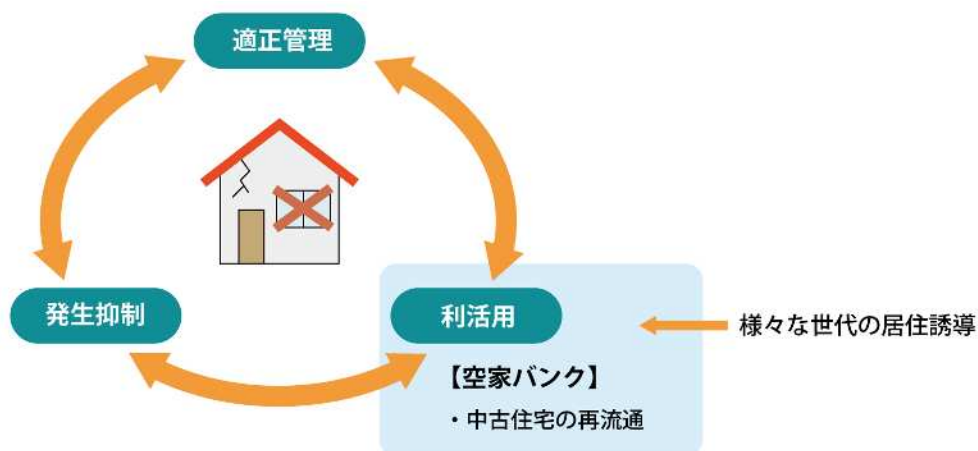 適正管理
発生抑制
利活用
様々な世代の居住誘導
【空家バンク】
・中古住宅の再流通